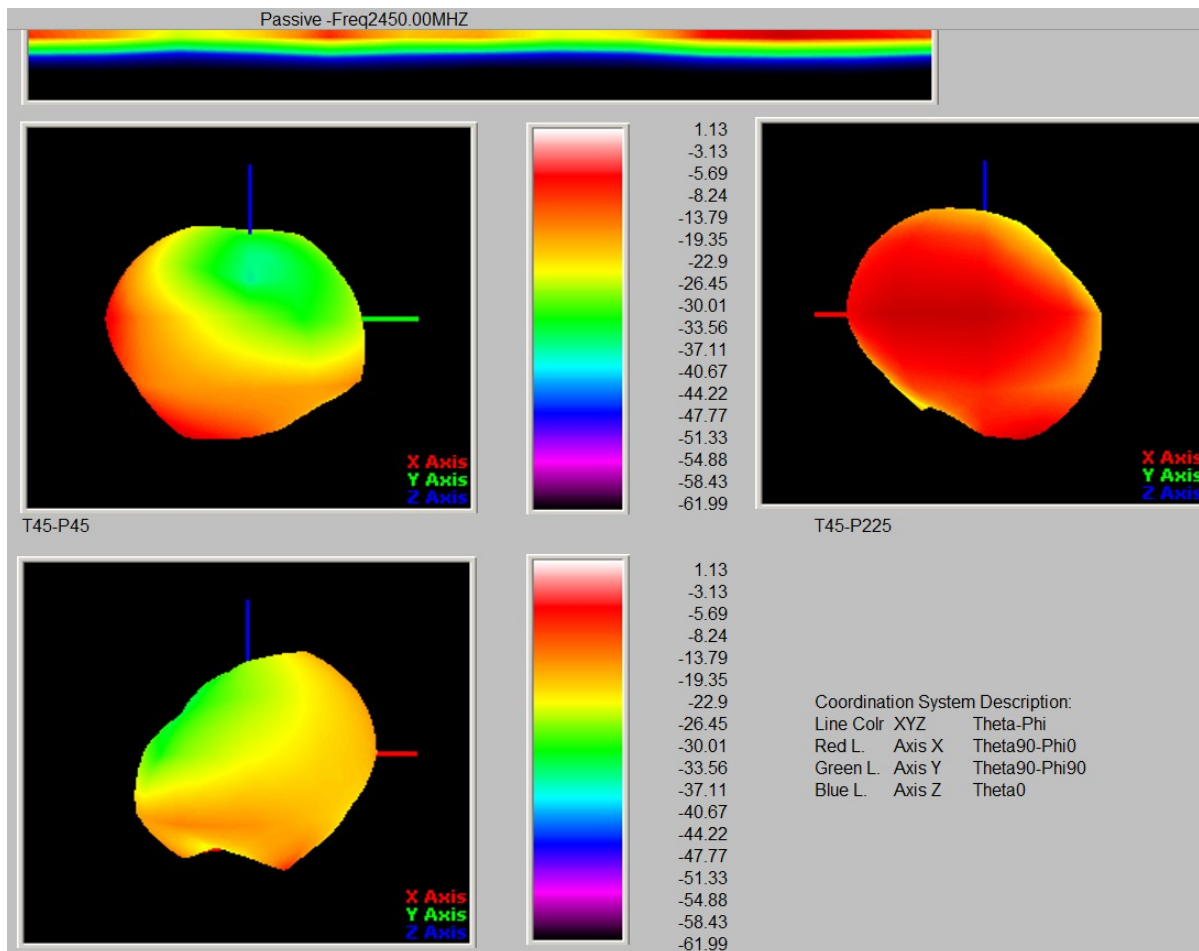 Passive -Freq2450.00MHZ
1.13
-3.13
-5.69
-8.24
-13.79
-19.35
-22.9
-26.45
-30.01
-33.56
-37.11
-40.67
-44.22
-47.77
-51.33
-54.88
-58.43
-61.99
X Axis
Y Axis
Z Axis
X Axis
Y Axis
Z Axis
T45-P45
T45-P225
1.13
-3.13
-5.69
-8.24
-13.79
-19.35
-22.9
-26.45
-30.01
-33.56
-37.11
-40.67
-44.22
-47.77
-51.33
-54.88
-58.43
-61.99
X Axis
Y Axis
Z Axis
Coordination System Description:
Line Colr XYZ Theta-Phi
Red L. Axis X Theta90-Phi0
Green L. Axis Y Theta90-Phi90
Blue L. Axis Z Theta0